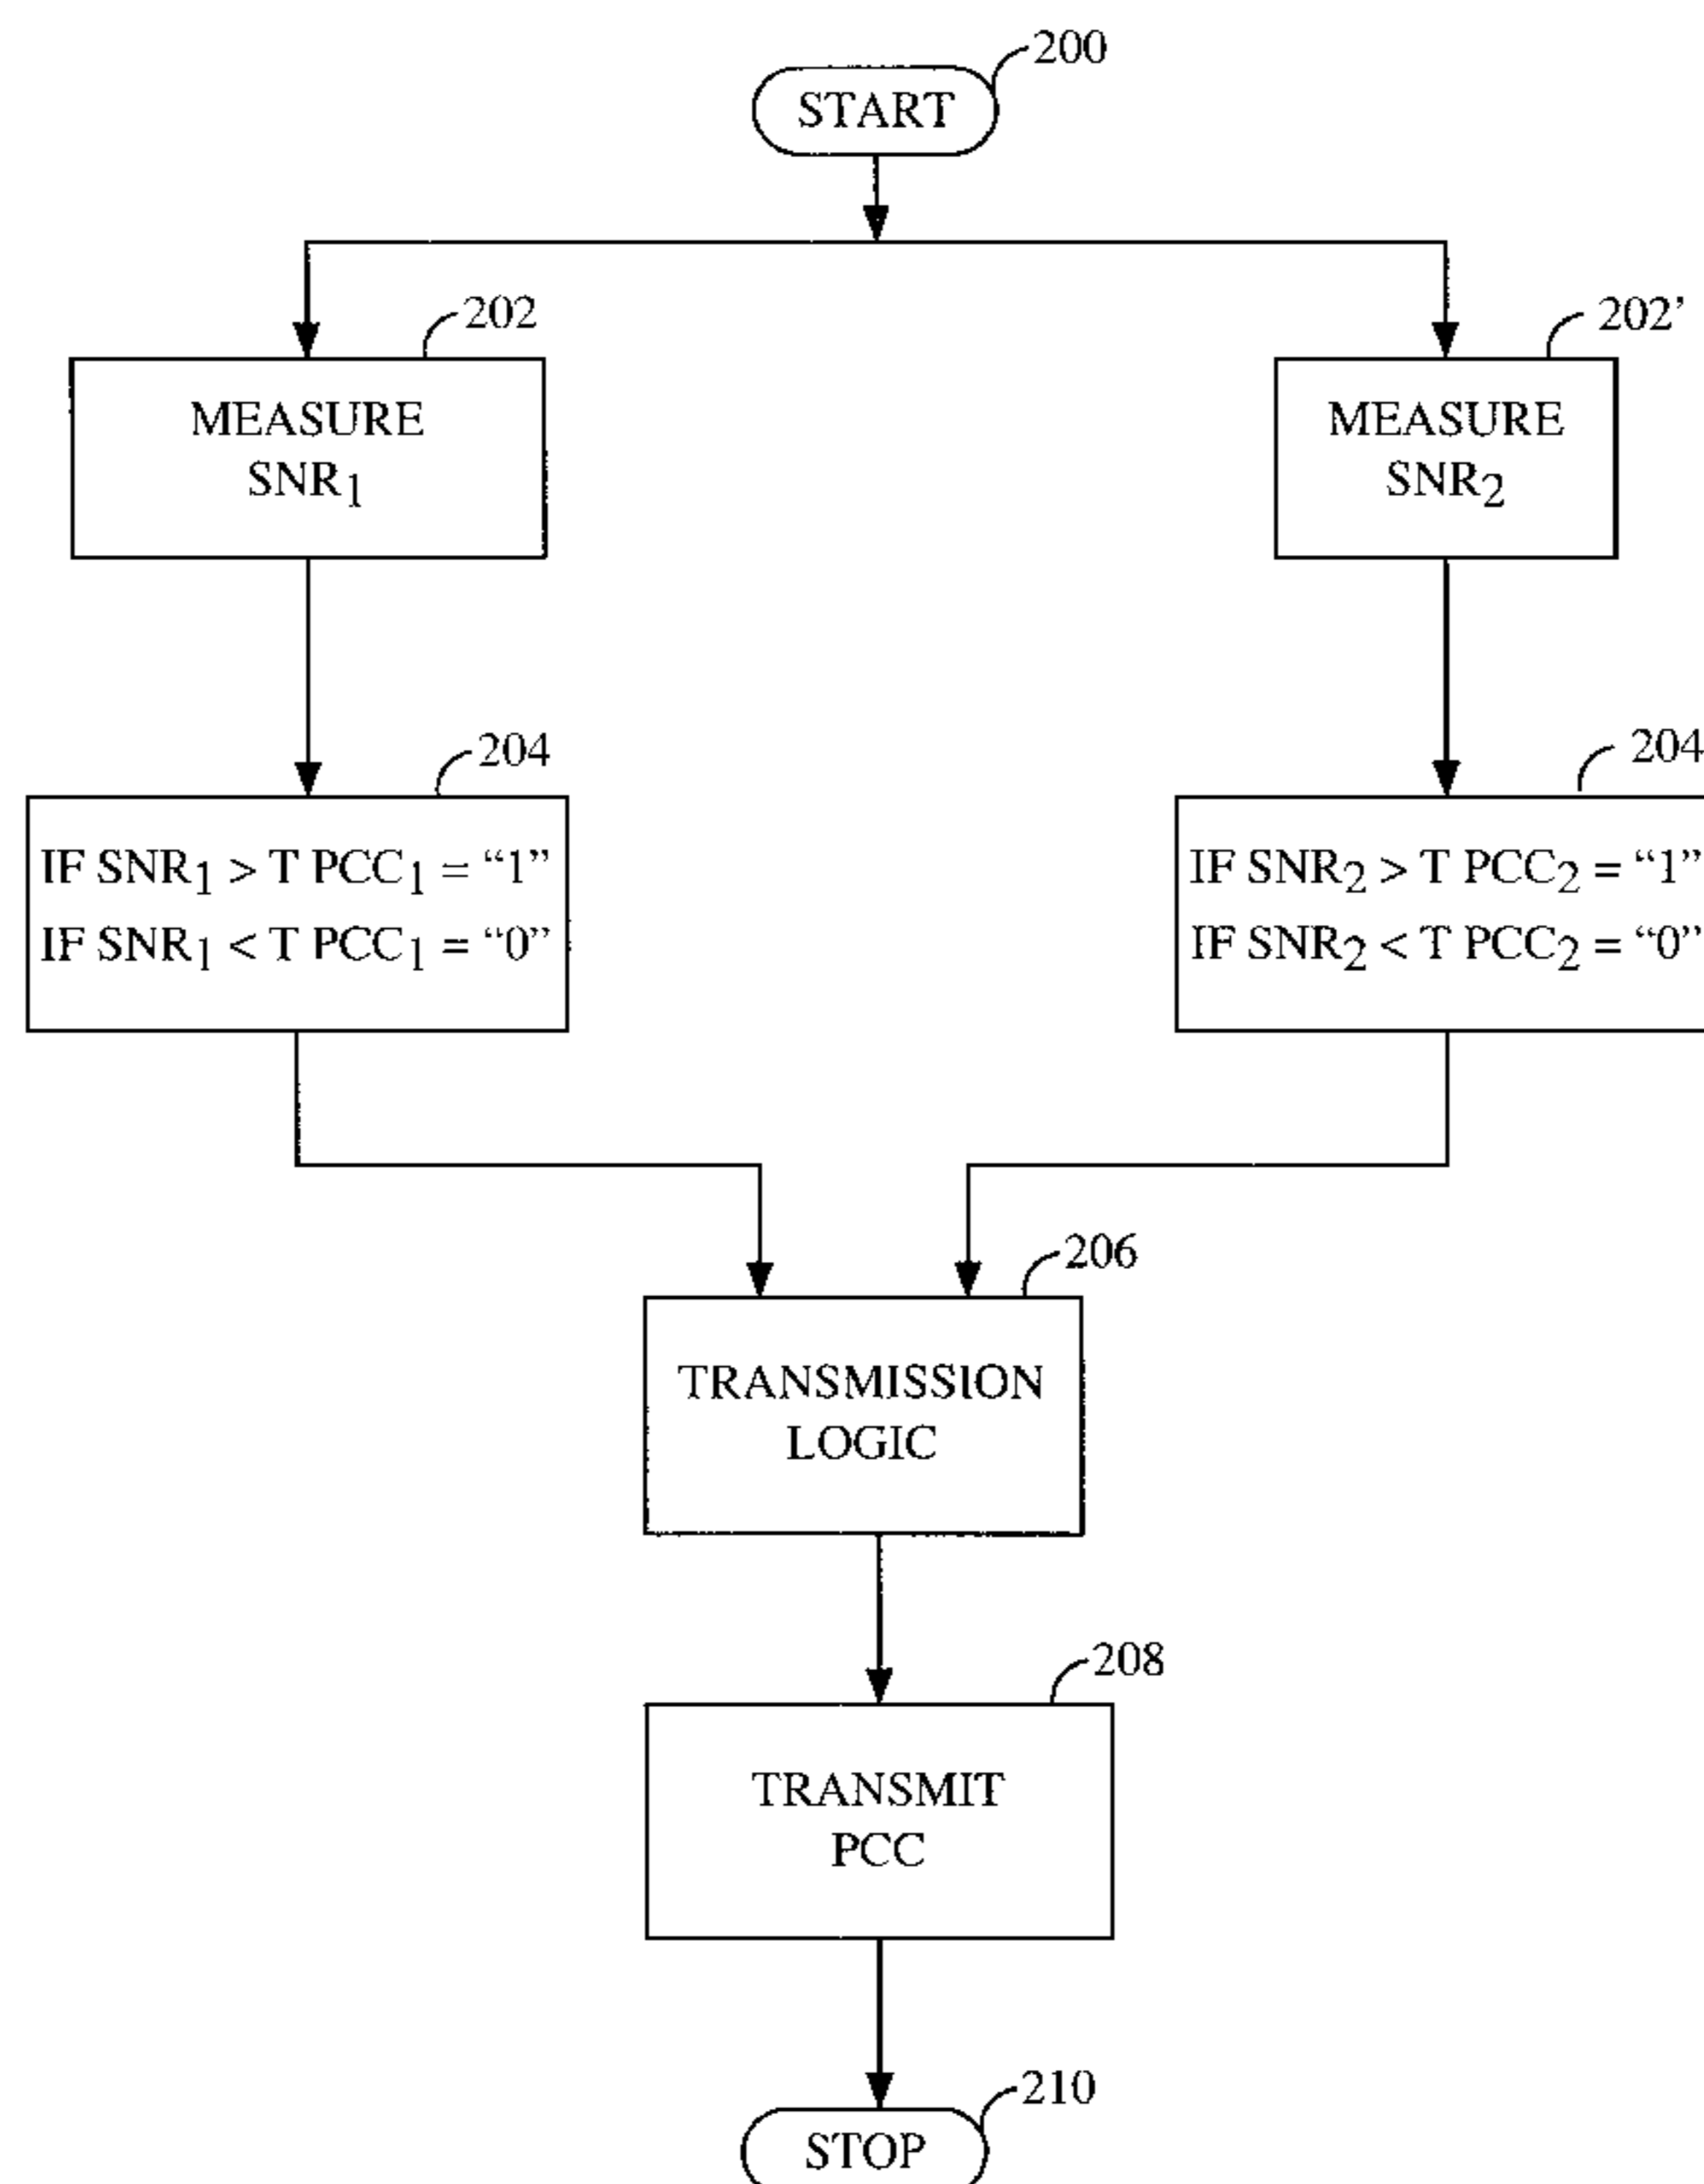 200
START
202
MEASURE
SNR1
202’
MEASURE
SNR2
204
IF SNR1 > T PCC1 = “1”
IF SNR1 < T PCC1 = “0”
204
IF SNR2 > T PCC2 = “1”
IF SNR2 < T PCC2 = “0”
206
TRANSMISSION
LOGIC
208
TRANSMIT
PCC
210
STOP